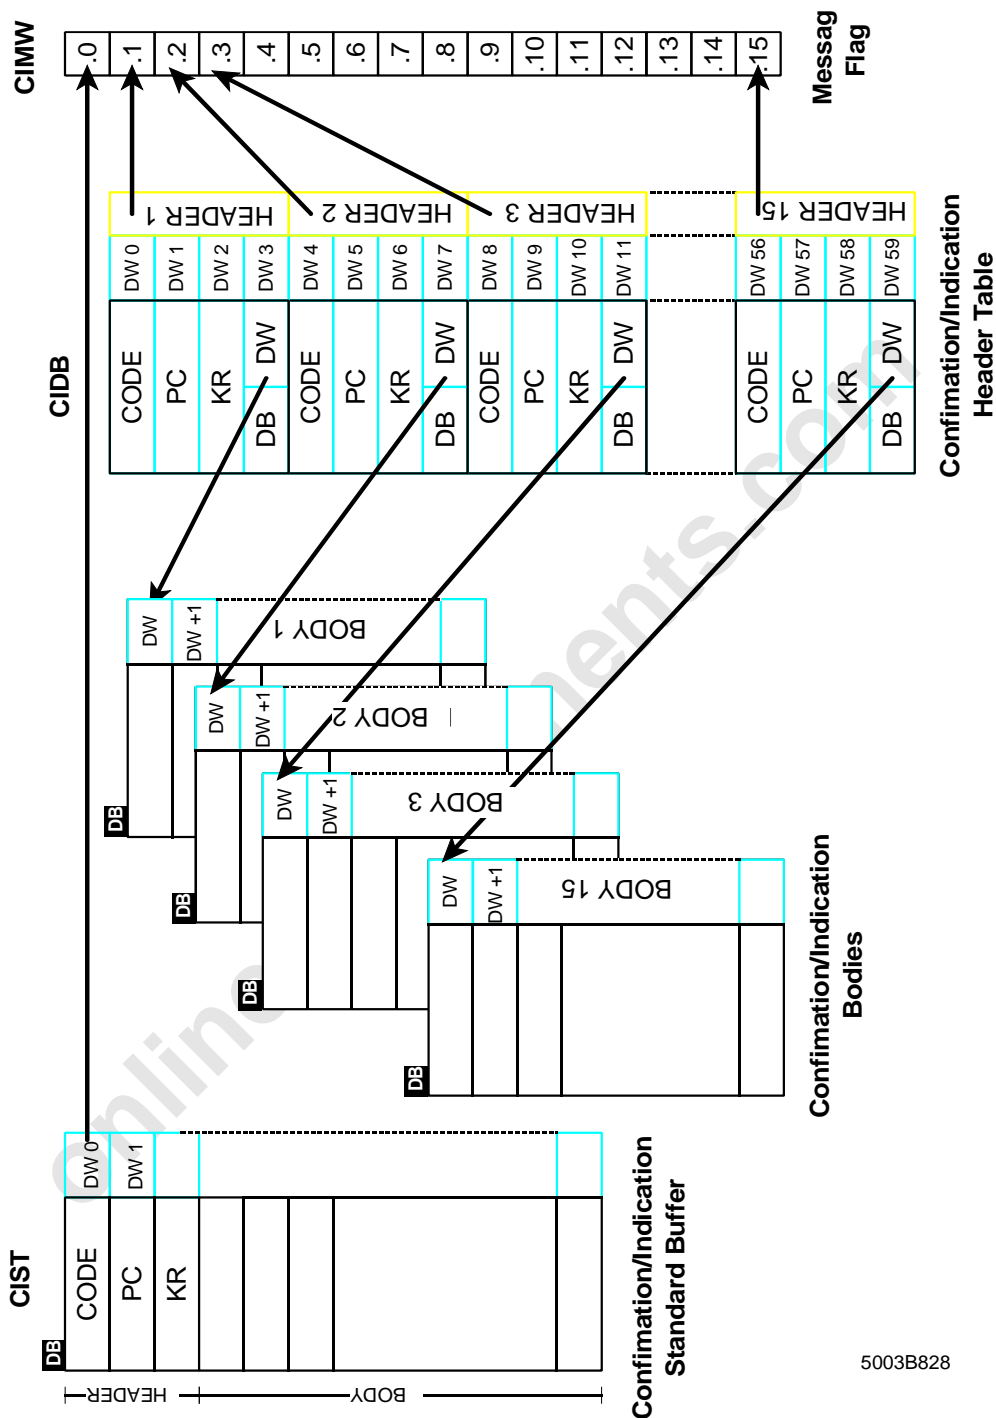 CIST
DB
CODE
PC
KR
DW 0
DW 1
HEADER
BODY
Confimation/Indication
Standard Buffer
DB
DW
DW +1
BODY 1
DB
DW
DW +1
BODY 2
DB
DW
DW +1
BODY 3
DB
DW
DW +1
BODY 15
Confimation/Indication
Bodies
CIDB
CODE
PC
KR
DB DW
CODE
PC
KR
DB DW
CODE
PC
KR
DB DW
CODE
PC
KR
DB DW
DW 0
DW 1
DW 2
DW 3
DW 4
DW 5
DW 6
DW 7
DW 8
DW 9
DW 10
DW 11
DW 56
DW 57
DW 58
DW 59
HEADER 1
HEADER 2
HEADER 3
HEADER 15
Confimation/Indication
Header Table
CIMW
.0
.1
.2
.3
.4
.5
.6
.7
.8
.9
.10
.11
.12
.13
.14
.15
Messag
Flag
5003B828